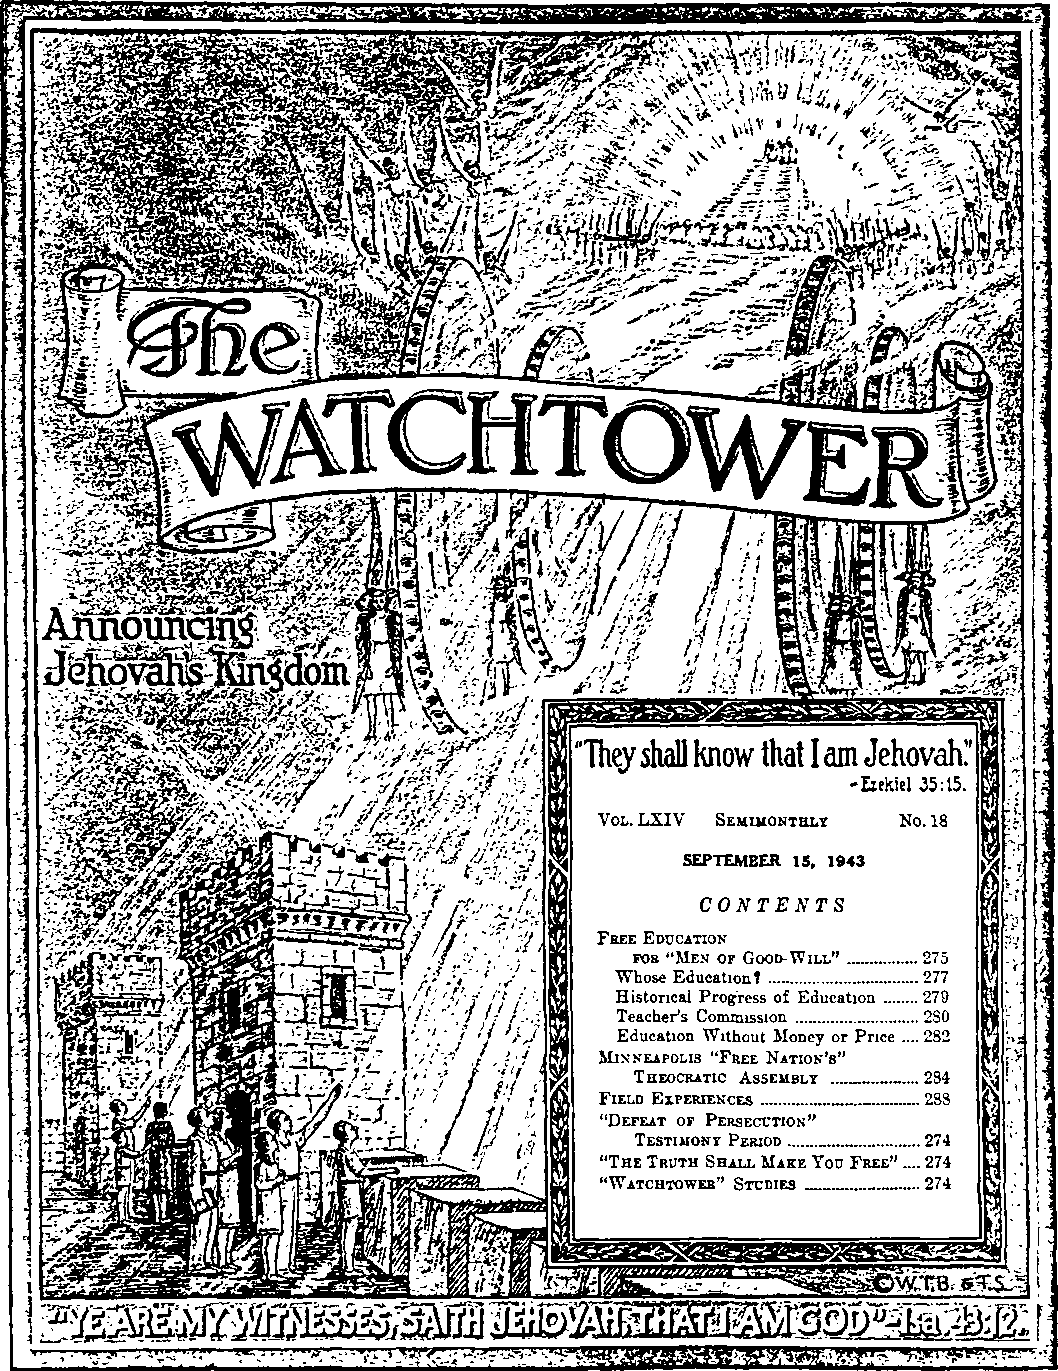 The
WATCHTOWER
Announcing
Jehovah's Kingdom
"They shall know that I am Jehovah."
-Ezekiel 35:15.
VOL. LXIV SEMIMONTHLY NO. 18
SEPTEMBER 15, 1943
CONTENTS
FREE EDUCATION
FOR "MEN OF GOOD-WILL" ................ 275
Whose Education? ................................ 277
Historical Progress of Education ........ 279
Teacher's Commission .......................... 280
Education Without Money or Price .... 282
MINNEAPOLIS "FREE NATION'S"
THEOCRATIC ASSEMBLY .................... 284
FIELD EXPERIENCES .................................. 288
"DEFEAT OF PERSECUTION"
TESTIMONY PERIOD ............................ 274
"THE TRUTH SHALL MAKE YOU FREE" .... 274
"WATCHTOWER" STUDIES ........................ 274
©W.T.B. & T.S.
"YE ARE MY WITNESSES, SAITH JEHOVAH, THAT I AM GOD"-Isa. 43:12.